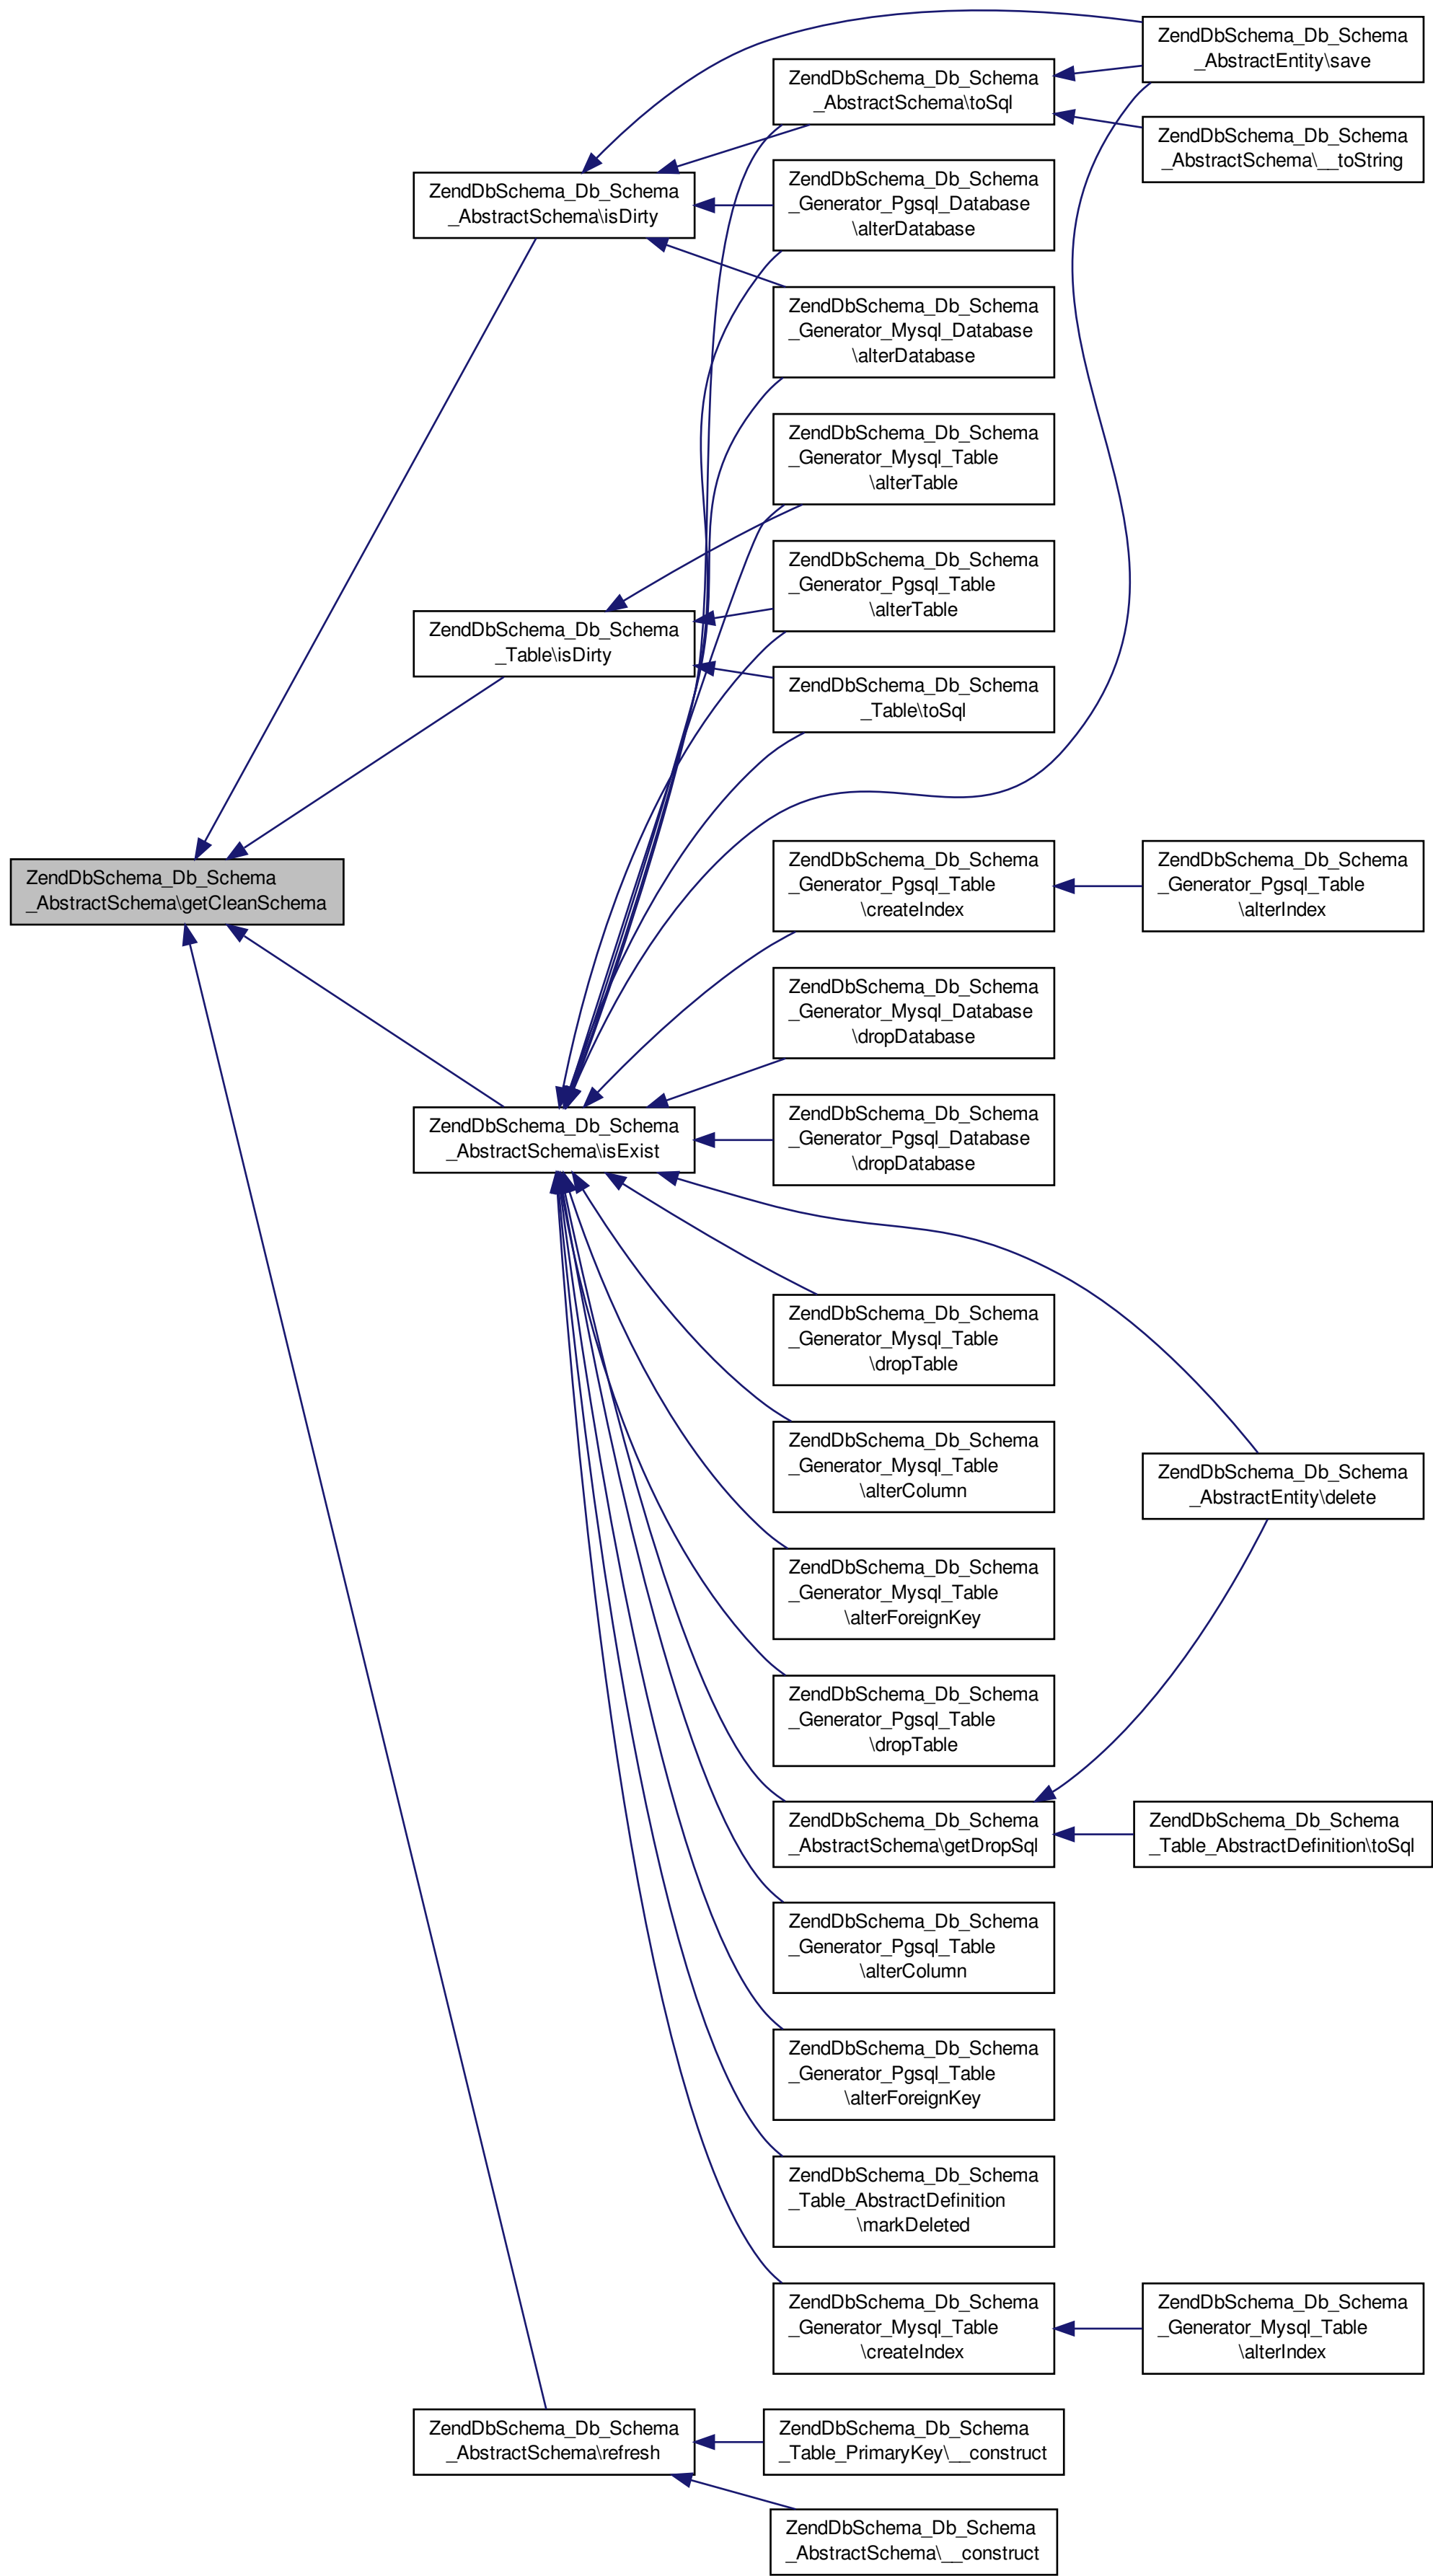 ZendDbSchema_Db_Schema
_AbstractEntity\save
ZendDbSchema_Db_Schema
_AbstractSchema\toSql
ZendDbSchema_Db_Schema
_AbstractSchema\__toString
ZendDbSchema_Db_Schema
_AbstractSchema\isDirty
ZendDbSchema_Db_Schema
_Generator_Pgsql_Database
\alterDatabase
ZendDbSchema_Db_Schema
_Generator_Mysql_Database
\alterDatabase
ZendDbSchema_Db_Schema
_Generator_Mysql_Table
\alterTable
ZendDbSchema_Db_Schema
_Generator_Pgsql_Table
\alterTable
ZendDbSchema_Db_Schema
_Table\isDirty
ZendDbSchema_Db_Schema
_Table\toSql
ZendDbSchema_Db_Schema
_AbstractSchema\getCleanSchema
ZendDbSchema_Db_Schema
_Generator_Pgsql_Table
\createIndex
ZendDbSchema_Db_Schema
_Generator_Pgsql_Table
\alterIndex
ZendDbSchema_Db_Schema
_Generator_Mysql_Database
\dropDatabase
ZendDbSchema_Db_Schema
_AbstractSchema\isExist
ZendDbSchema_Db_Schema
_Generator_Pgsql_Database
\dropDatabase
ZendDbSchema_Db_Schema
_Generator_Mysql_Table
\dropTable
ZendDbSchema_Db_Schema
_Generator_Mysql_Table
\alterColumn
ZendDbSchema_Db_Schema
_AbstractEntity\delete
ZendDbSchema_Db_Schema
_Generator_Mysql_Table
\alterForeignKey
ZendDbSchema_Db_Schema
_Generator_Pgsql_Table
\dropTable
ZendDbSchema_Db_Schema
_AbstractSchema\getDropSql
ZendDbSchema_Db_Schema
_Table_AbstractDefinition\toSql
ZendDbSchema_Db_Schema
_Generator_Pgsql_Table
\alterColumn
ZendDbSchema_Db_Schema
_Generator_Pgsql_Table
\alterForeignKey
ZendDbSchema_Db_Schema
_Table_AbstractDefinition
\markDeleted
ZendDbSchema_Db_Schema
_Generator_Mysql_Table
\createIndex
ZendDbSchema_Db_Schema
_Generator_Mysql_Table
\alterIndex
ZendDbSchema_Db_Schema
_AbstractSchema\refresh
ZendDbSchema_Db_Schema
_Table_PrimaryKey\__construct
ZendDbSchema_Db_Schema
_AbstractSchema\__construct